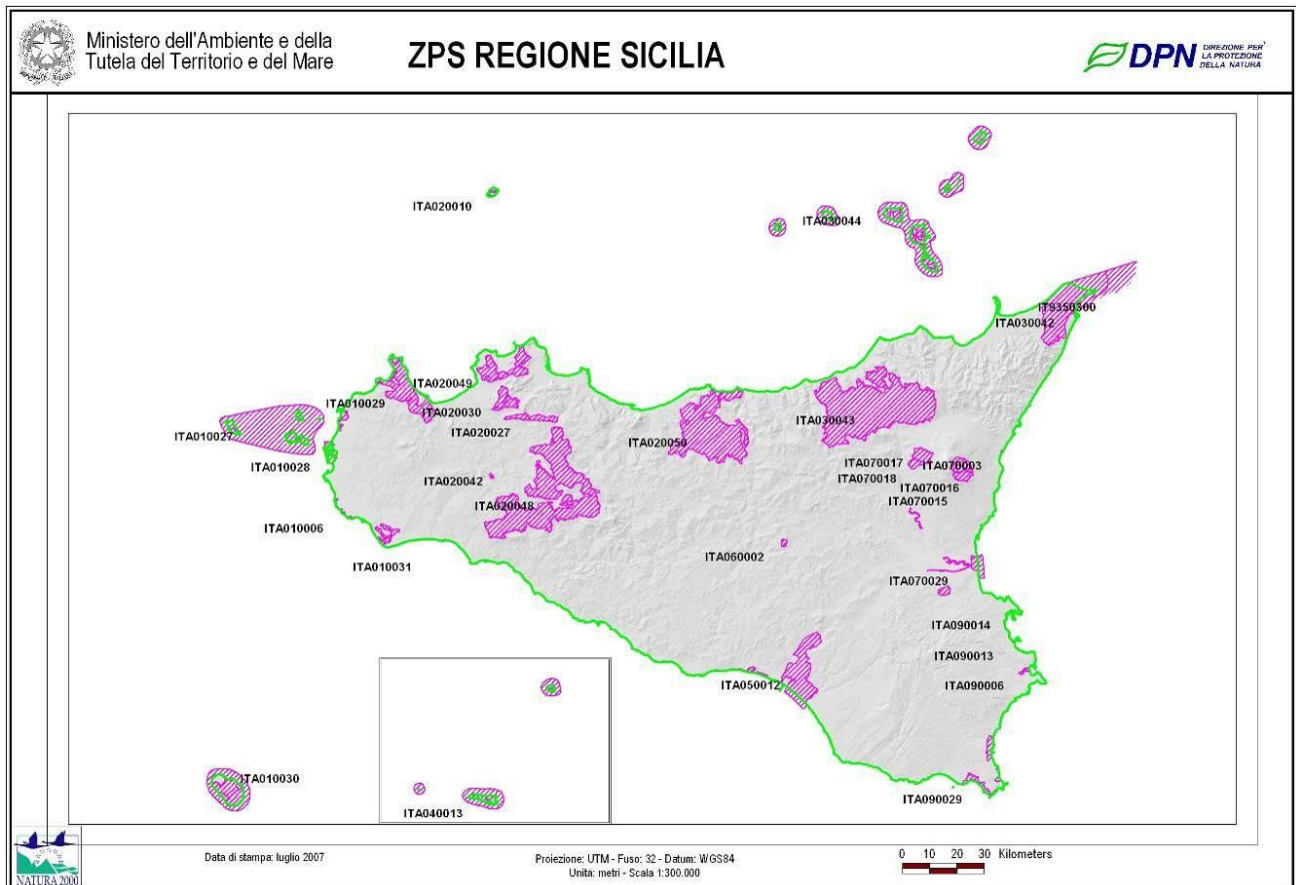 Ministero dell'Ambiente e della
Tutela del Territorio e del Mare
ZPS REGIONE SICILIA
DPN
DIREZIONE PER
LA PROTEZIONE
DELLA NATURA
ITA020010
ITA030044
IT9350300
ITA030042
ITA020049
ITA010029
ITA020030
ITA030043
ITA020027
ITA010027
ITA020050
ITA010028
ITA070017
ITA070003
ITA070018
ITA020042
ITA070016
ITA070015
ITA020048
ITA010006
ITA060002
ITA010031
ITA070029
ITA090014
ITA090013
ITA050012
ITA090006
ITA010030
ITA090029
ITA040013
NATURA 2000
Data di stampa: luglio 2007
Proiezione: UTM - Fuso: 32 - Datum: WGS84
Unità: metri - Scala 1:300.000
0 10 20 30 Kilometers